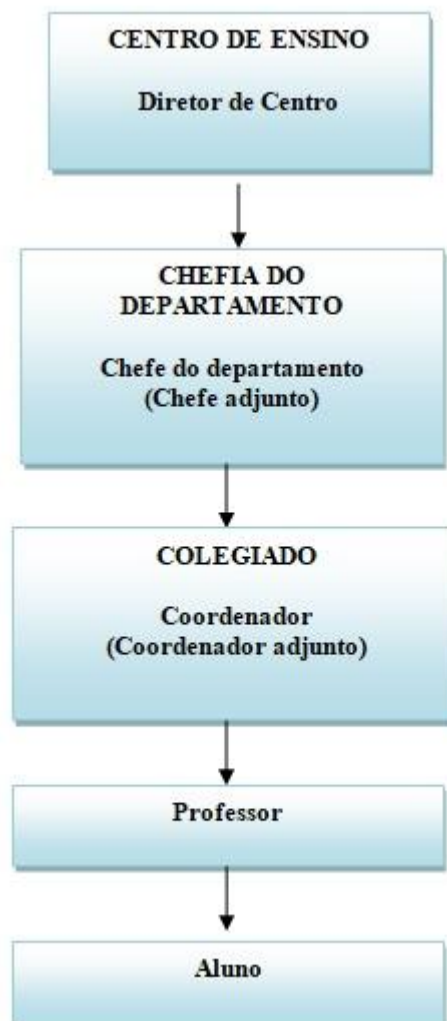 CENTRO DE ENSINO
Diretor de Centro
CHEFIA DO
DEPARTAMENTO
Chefe do departamento
(Chefe adjunto)
COLEGIADO
Coordenador
(Coordenador adjunto)
Professor
Aluno